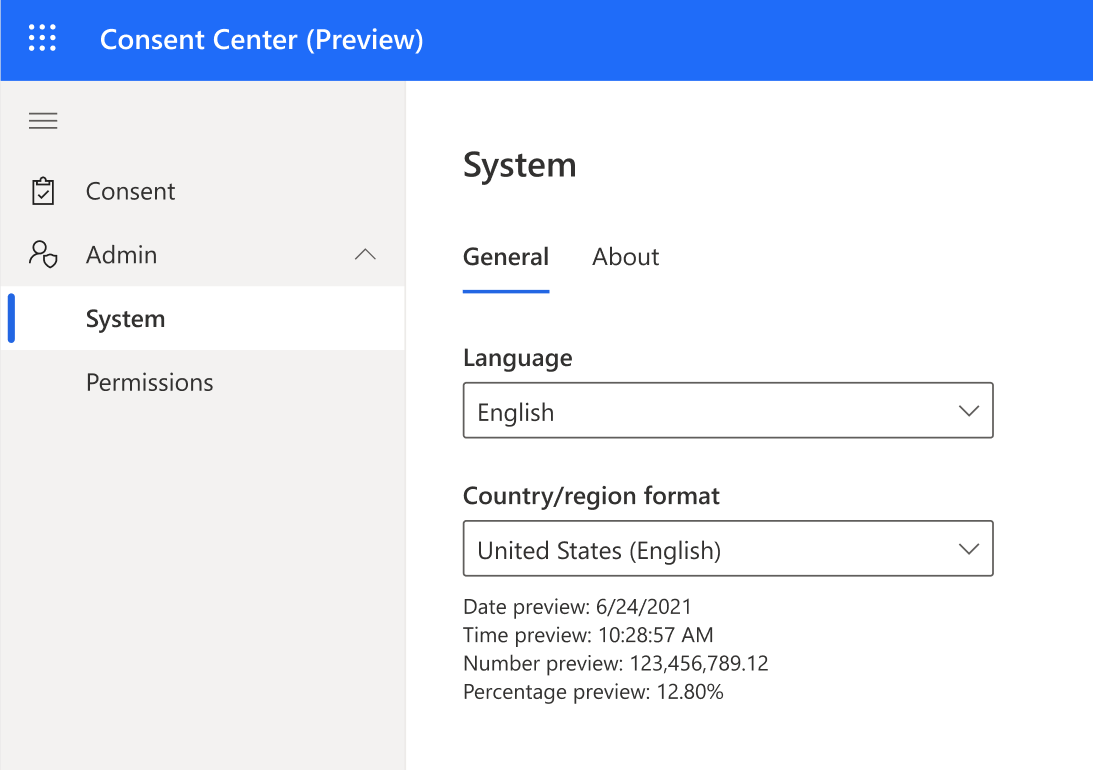 Consent Center (Preview)
Consent
Admin
System
Permissions
System
General About
Language
English
Country/region format
United States (English)
Date preview: 6/24/2021
Time preview: 10:28:57 AM
Number preview: 123,456,789.12
Percentage preview: 12.80%